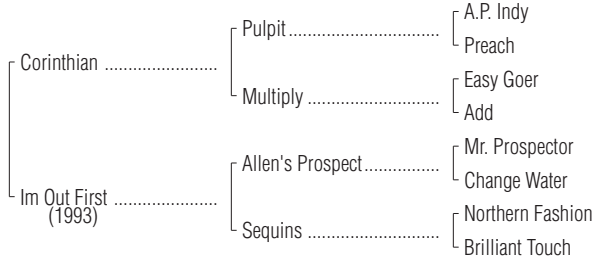 A.P. Indy
Pulpit
Preach
Corinthian
Easy Goer
Multiply
Add
Mr. Prospector
Allen's Prospect
Change Water
Im Out First
(1993)
Northern Fashion
Sequins
Brilliant Touch